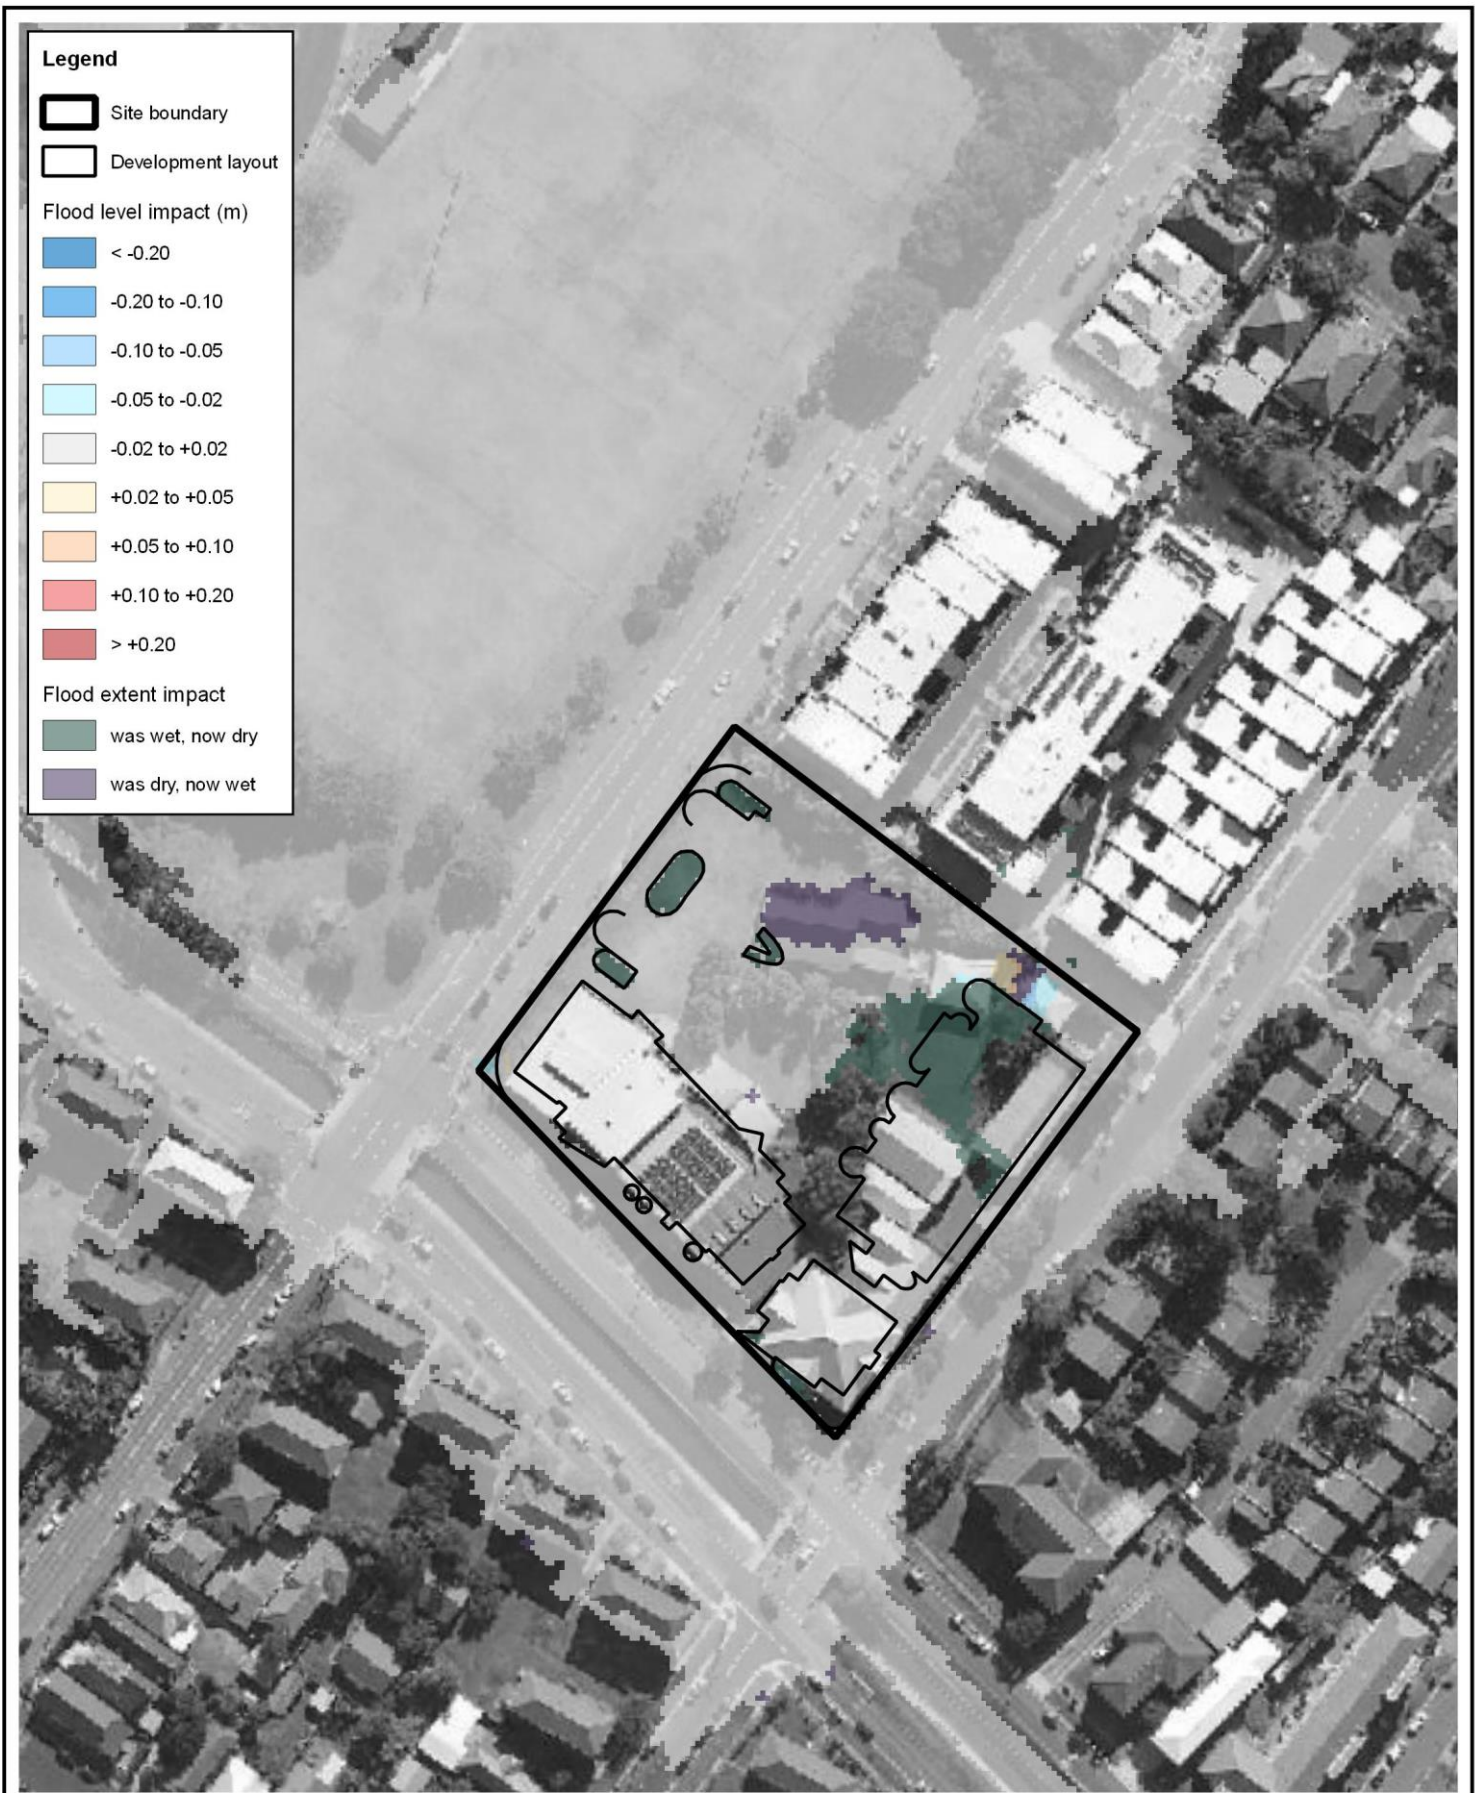 Legend
Site boundary
Development layout
Flood level impact (m)
< -0.20
-0.20 to -0.10
-0.10 to -0.05
-0.05 to -0.02
-0.02 to +0.02
+0.02 to +0.05
+0.05 to +0.10
+0.10 to +0.20
> +0.20
Flood extent impact
was wet, now dry
was dry, now wet